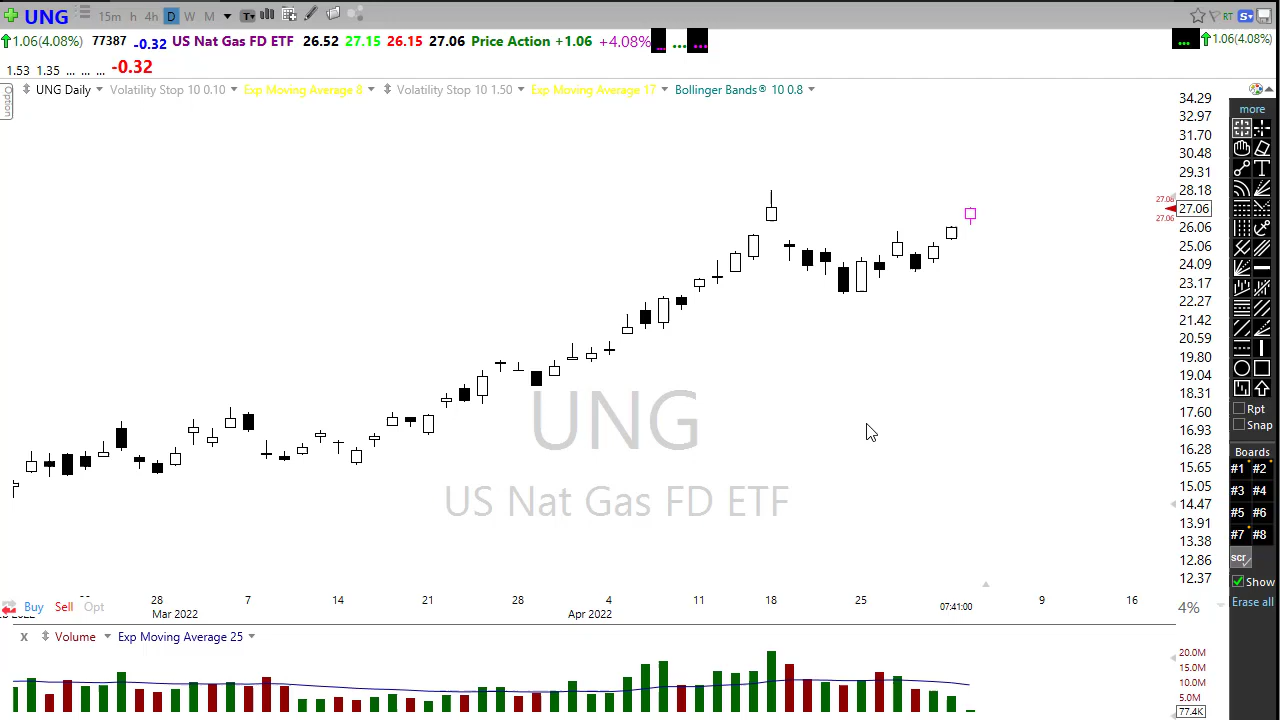 UNG 15m h 4h D W M T RT S
1.06(4.08%) 77387 -0.32 US Nat Gas FD ETF 26.52 27.15 26.15 27.06 Price Action +1.06 +4.08% ... ... ... ... 1.06(4.08%)
1.53 1.35 ... ... ... -0.32
Option
UNG Daily Volatility Stop 10 0.10 Exp Moving Average 8 Volatility Stop 10 1.50 Exp Moving Average 17 Bollinger Bands® 10 0.8
34.29
32.97
31.70
30.48
29.31
28.18
27.06
27.06
26.06
25.06
24.09
23.17
22.27
21.42
20.59
19.80
19.04
18.31
17.60
16.93
16.28
15.65
15.05
14.47
13.91
13.38
12.86
12.37
UNG
US Nat Gas FD ETF
more
T
Rpt
Snap
Boards
#1 #2
#3 #4
#5 #6
#7 #8
scr
Show
Erase all
28 7 14 21 28 4 11 18 25 07:41:00 9 16
Buy Sell Opt
Mar 2022 Apr 2022
4%
X Volume Exp Moving Average 25
20.0M
15.0M
10.0M
5.0M
77.4K